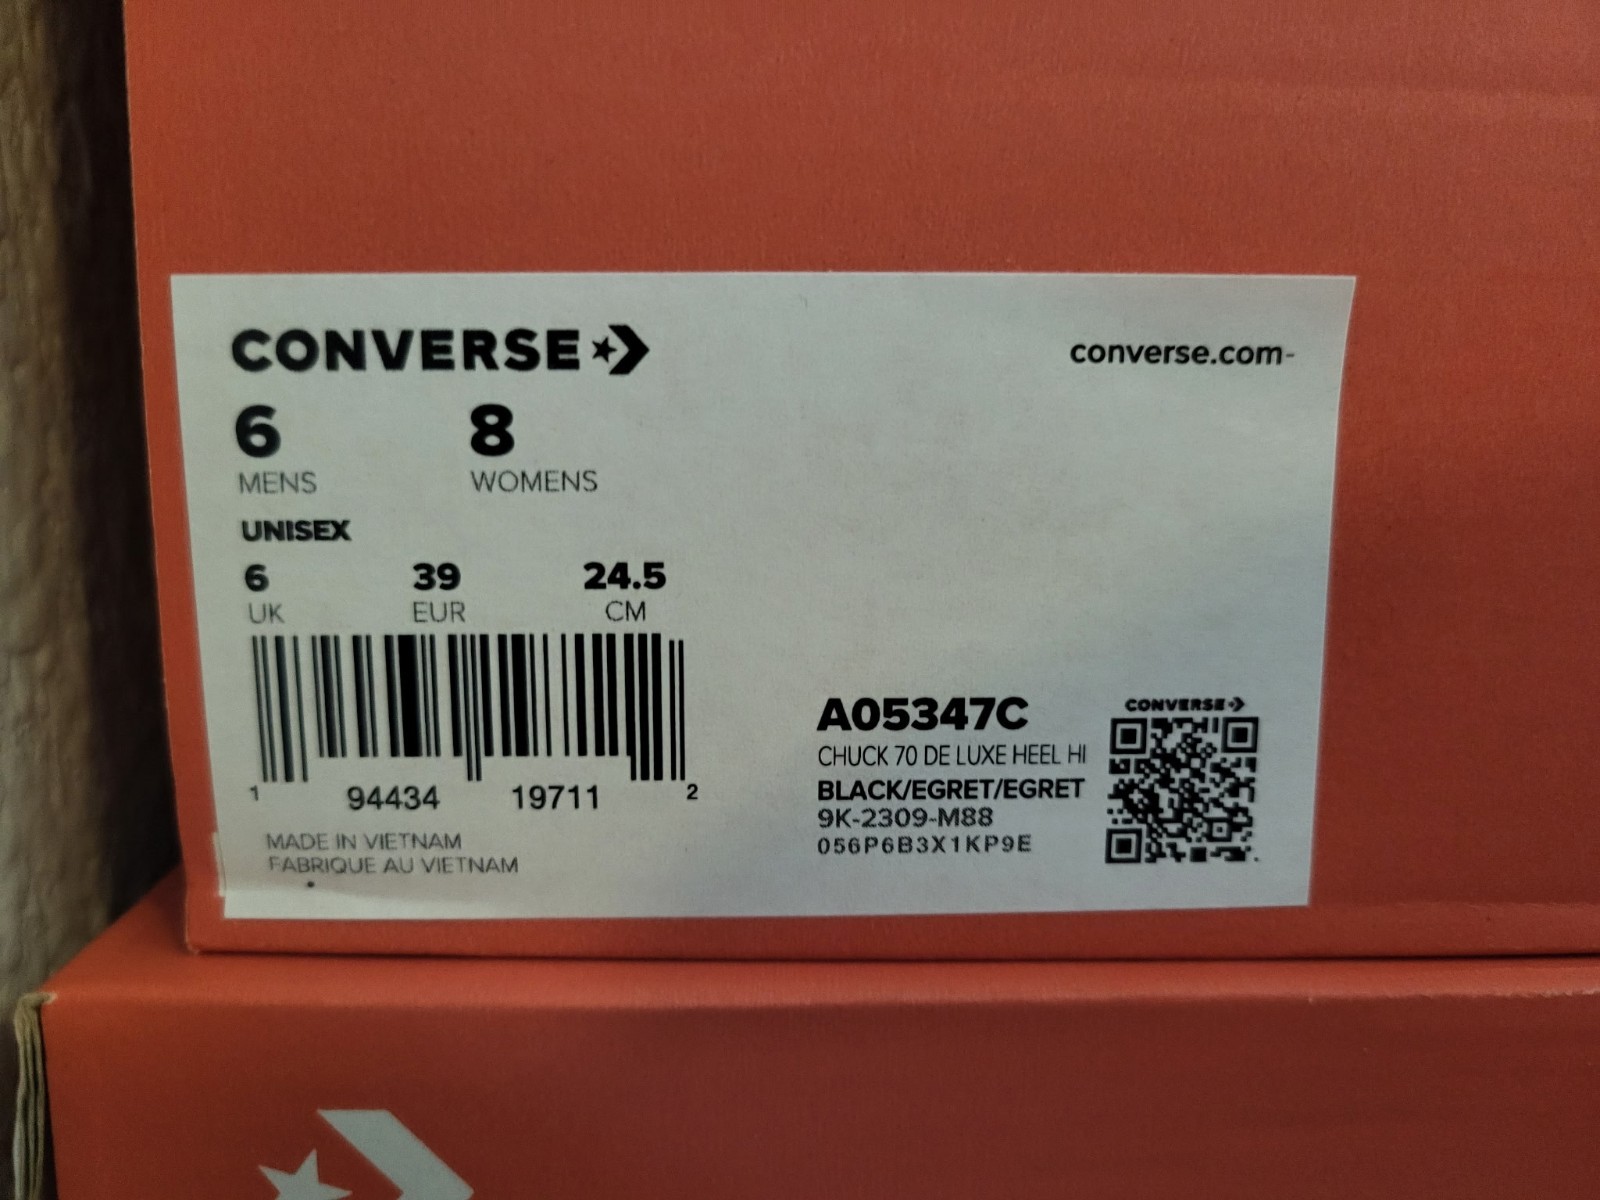 CONVERSE
converse.com-
6 8
MENS WOMENS
UNISEX
6 39 24.5
UK EUR CM
1 94434 19711 2
MADE IN VIETNAM
FABRIQUE AU VIETNAM
A05347C
CHUCK 70 DE LUXE HEEL HI
BLACK/EGRET/EGRET
9K-2309-M88
056P6B3X1KP9E
CONVERSE